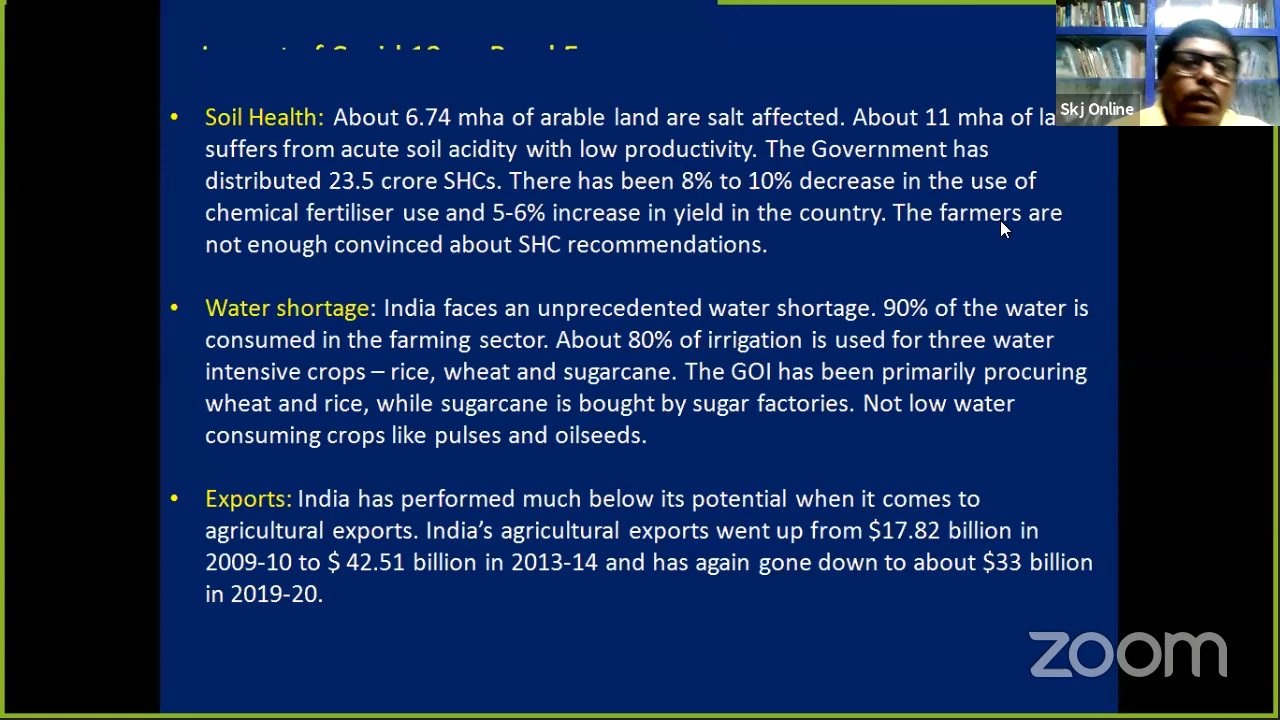 Skj Online
• Soil Health: About 6.74 mha of arable land are salt affected. About 11 mha of la
suffers from acute soil acidity with low productivity. The Government has
distributed 23.5 crore SHCs. There has been 8% to 10% decrease in the use of
chemical fertiliser use and 5-6% increase in yield in the country. The farmers are
not enough convinced about SHC recommendations.
• Water shortage: India faces an unprecedented water shortage. 90% of the water is
consumed in the farming sector. About 80% of irrigation is used for three water
intensive crops – rice, wheat and sugarcane. The GOI has been primarily procuring
wheat and rice, while sugarcane is bought by sugar factories. Not low water
consuming crops like pulses and oilseeds.
• Exports: India has performed much below its potential when it comes to
agricultural exports. India’s agricultural exports went up from $17.82 billion in
2009-10 to $ 42.51 billion in 2013-14 and has again gone down to about $33 billion
in 2019-20.
zoom